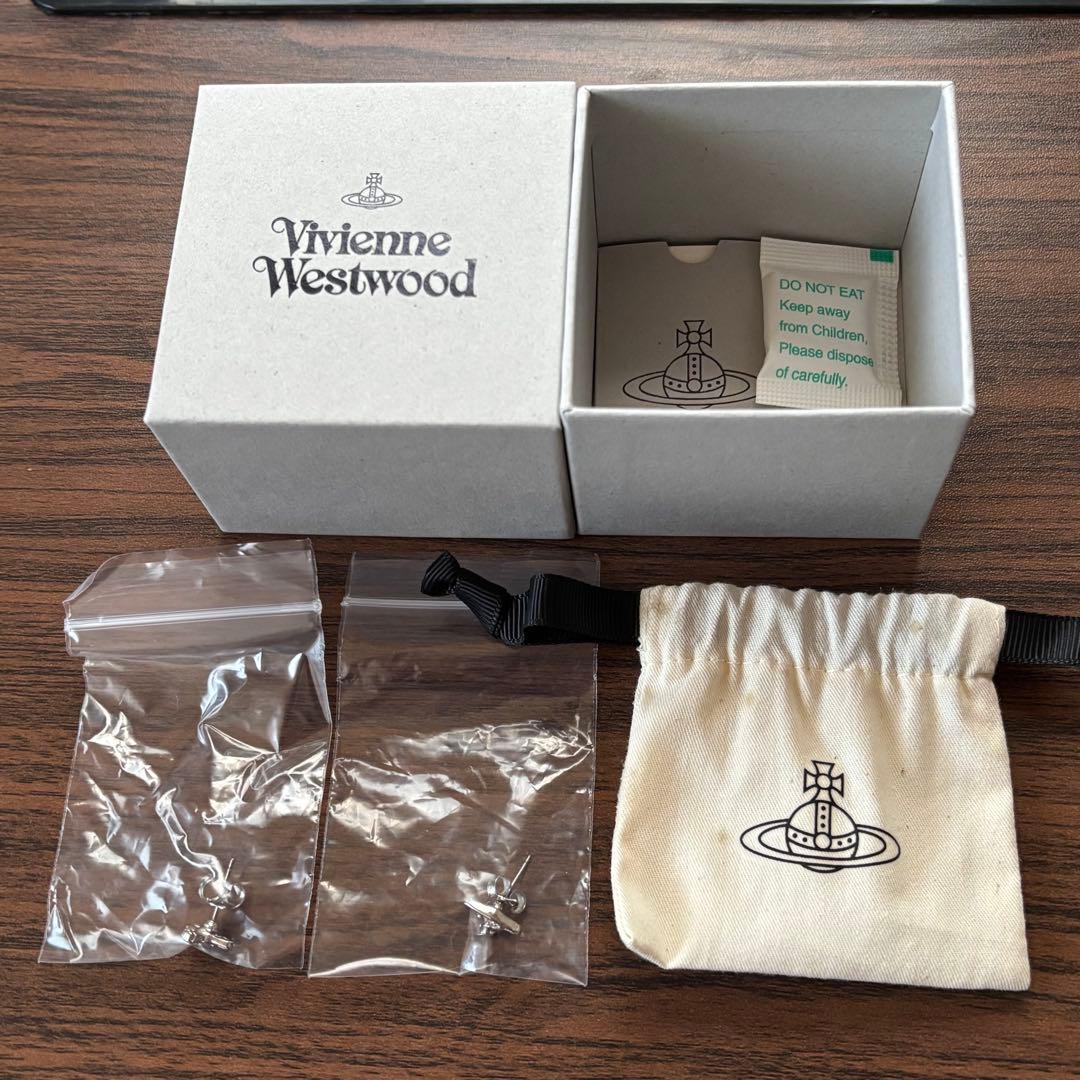 Vivienne
Westwood
DO NOT EAT
Keep away
from Children,
Please dispose
of carefully.